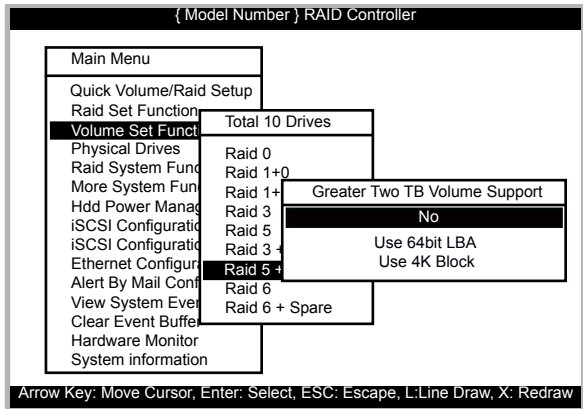 { Model Number } RAID Controller
Main Menu
Quick Volume/Raid Setup
Raid Set Function
Volume Set Funct
Physical Drives
Raid System Func
More System Fun
Hdd Power Manag
iSCSI Configuratio
iSCSI Configuratio
Ethernet Configura
Alert By Mail Conf
View System Even
Clear Event Buffer
Hardware Monitor
System information
Total 10 Drives
Raid 0
Raid 1+0
Raid 1+
Raid 3
Raid 5
Raid 3 +
Raid 5 +
Raid 6
Raid 6 + Spare
Greater Two TB Volume Support
No
Use 64bit LBA
Use 4K Block
Arrow Key: Move Cursor, Enter: Select, ESC: Escape, L:Line Draw, X: Redraw